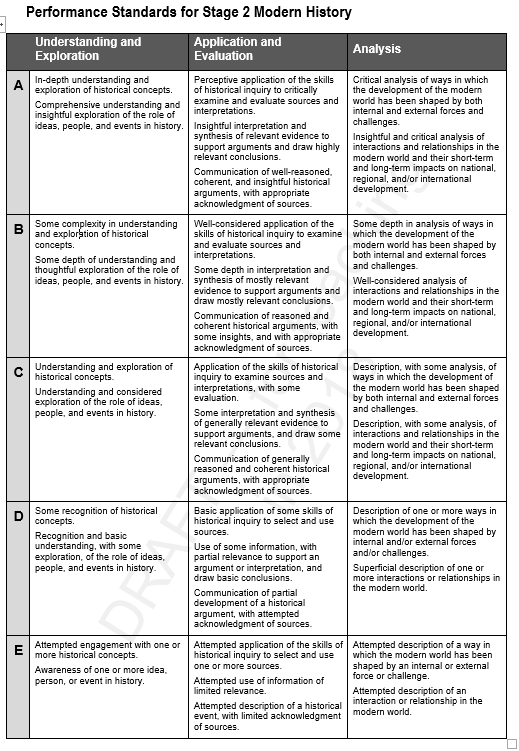 Performance Standards for Stage 2 Modern History
Understanding and
Exploration
Application and
Evaluation
Analysis
A
In-depth understanding and
exploration of historical concepts.
Comprehensive understanding and
insightful exploration of the role of
ideas, people, and events in history.
Perceptive application of the skills
of historical inquiry to critically
examine and evaluate sources and
interpretations.
Insightful interpretation and
synthesis of relevant evidence to
support arguments and draw highly
relevant conclusions.
Communication of well-reasoned,
coherent, and insightful historical
arguments, with appropriate
acknowledgment of sources.
Critical analysis of ways in which
the development of the modern
world has been shaped by both
internal and external forces and
challenges.
Insightful and critical analysis of
interactions and relationships in the
modern world and their short-term
and long-term impacts on national,
regional, and/or international
development.
B
Some complexity in understanding
and exploration of historical
concepts.
Some depth of understanding and
thoughtful exploration of the role of
ideas, people, and events in history.
Well-considered application of the
skills of historical inquiry to examine
and evaluate sources and
interpretations.
Some depth in interpretation and
synthesis of mostly relevant
evidence to support arguments and
draw mostly relevant conclusions.
Communication of reasoned and
coherent historical arguments, with
some insights, and with appropriate
acknowledgment of sources.
Some depth in analysis of ways in
which the development of the
modern world has been shaped by
both internal and external forces
and challenges.
Well-considered analysis of
interactions and relationships in the
modern world and their short-term
and long-term impacts on national,
regional, and/or international
development.
C
Understanding and exploration of
historical concepts.
Understanding and considered
exploration of the role of ideas,
people, and events in history.
Application of the skills of historical
inquiry to examine sources and
interpretations, with some
evaluation.
Some interpretation and synthesis
of generally relevant evidence to
support arguments, and draw some
relevant conclusions.
Communication of generally
reasoned and coherent historical
arguments, with appropriate
acknowledgment of sources.
Description, with some analysis, of
ways in which the development of
the modern world has been shaped
by both internal and external forces
and challenges.
Description, with some analysis, of
interactions and relationships in the
modern world and their short-term
and long-term impacts on national,
regional, and/or international
development.
D
Some recognition of historical
concepts.
Recognition and basic
understanding, with some
exploration, of the role of ideas,
people, and events in history.
Basic application of some skills of
historical inquiry to select and use
sources.
Use of some information, with
partial relevance to support an
argument or interpretation, and
draw basic conclusions.
Communication of partial
development of a historical
argument, with attempted
acknowledgment of sources.
Description of one or more ways in
which the development of the
modern world has been shaped by
internal and/or external forces
and/or challenges.
Superficial description of one or
more interactions or relationships in
the modern world.
E
Attempted engagement with one or
more historical concepts.
Awareness of one or more idea,
person, or event in history.
Attempted application of the skills of
historical inquiry to select and use
one or more sources.
Attempted use of information of
limited relevance.
Attempted description of a historical
event, with limited acknowledgment
of sources.
Attempted description of a way in
which the modern world has been
shaped by an internal or external
force or challenge.
Attempted description of an
interaction or relationship in the
modern world.
DRAFT